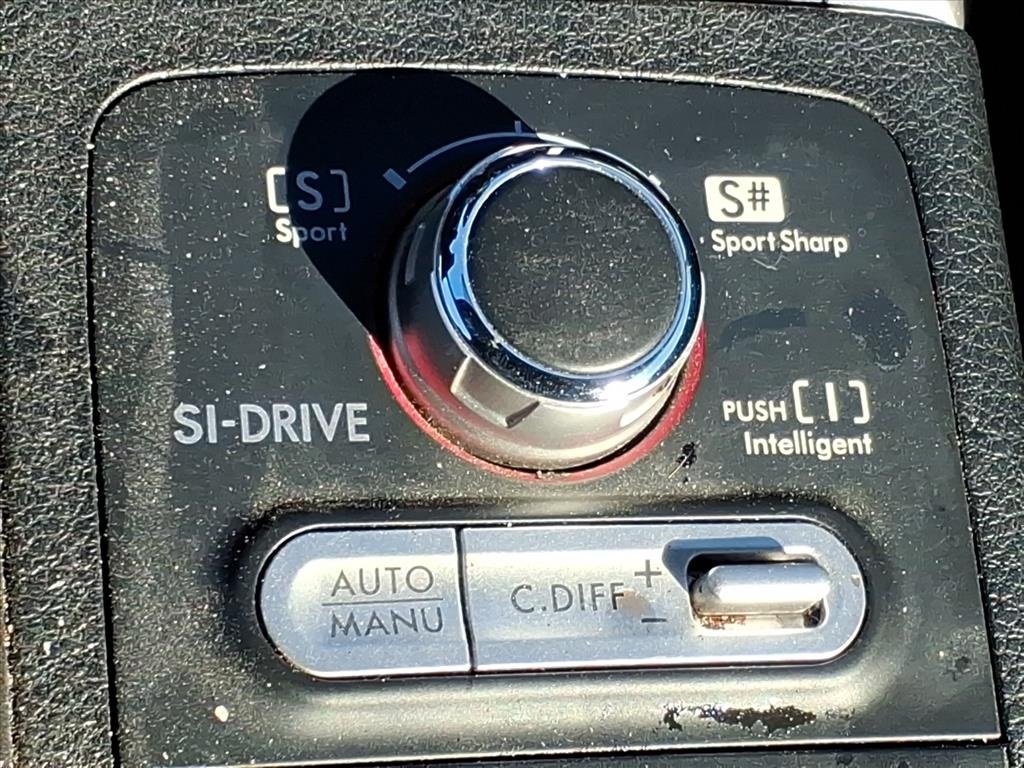 [S]
Sport
S#
Sport Sharp
SI-DRIVE
PUSH [I]
Intelligent
AUTO
MANU
C.DIFF + −